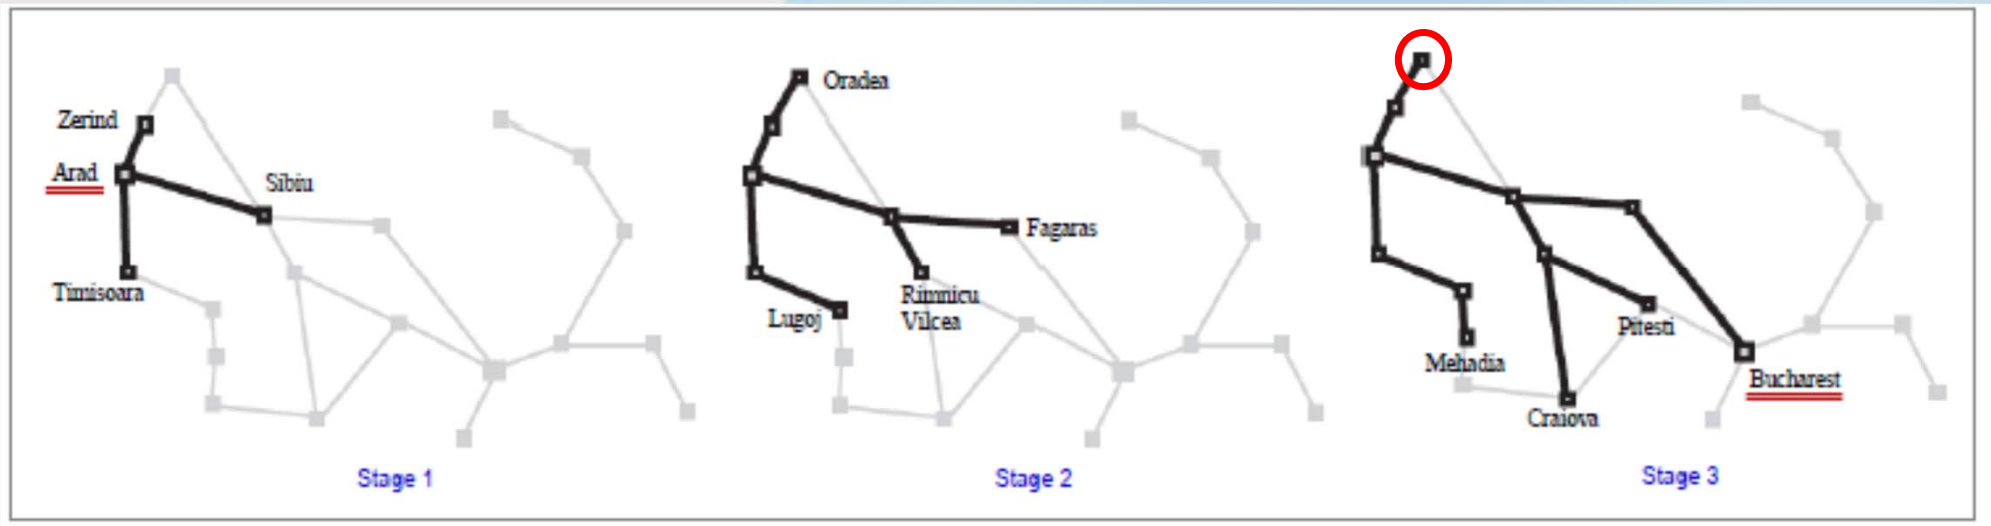 Zerind
Arad
Sibiu
Timisoara
Stage 1
Oradea
Fagaras
Rimnicu
Vilcea
Lugoj
Stage 2
Pitesti
Mehadia
Bucharest
Craiova
Stage 3